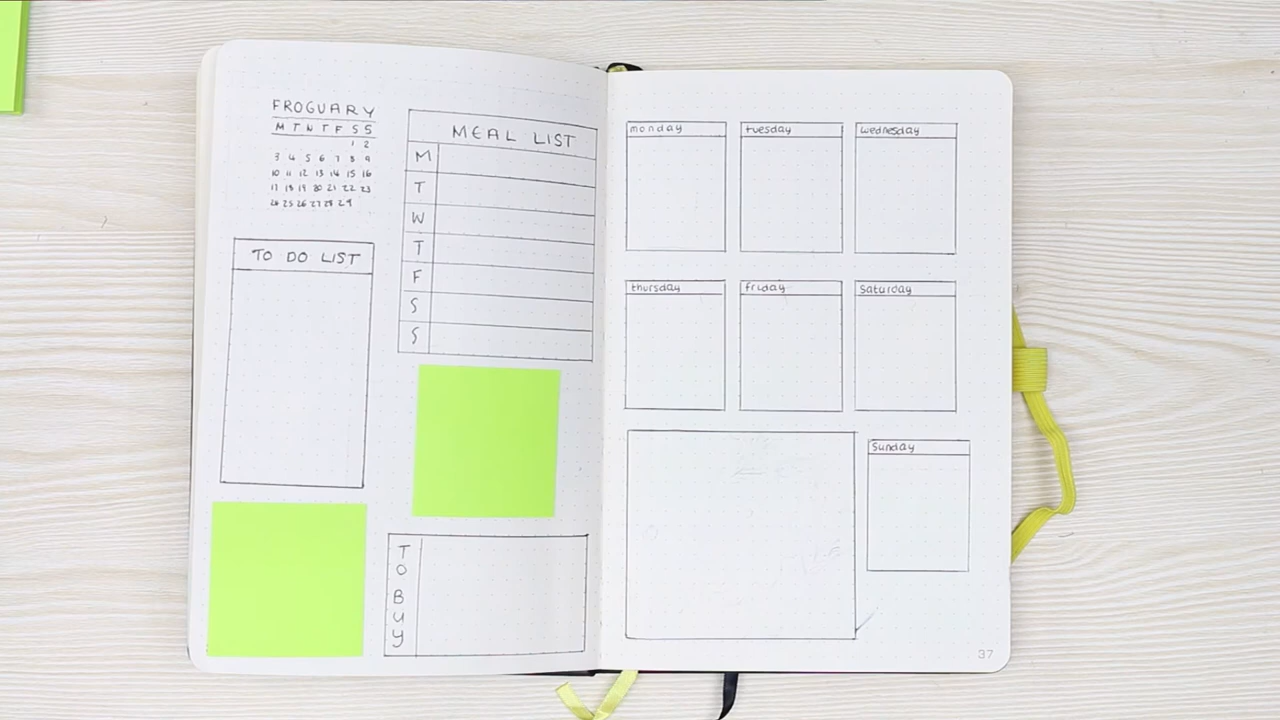 FROGUARY
M T W T F S S
1 2
3 4 5 6 7 8 9
10 11 12 13 14 15 16
17 18 19 20 21 22 23
24 25 26 27 28 29
TO DO LIST
MEAL LIST
M
T
W
T
F
S
S
T
O
B
U
Y
monday
tuesday
wednesday
thursday
friday
saturday
sunday
37